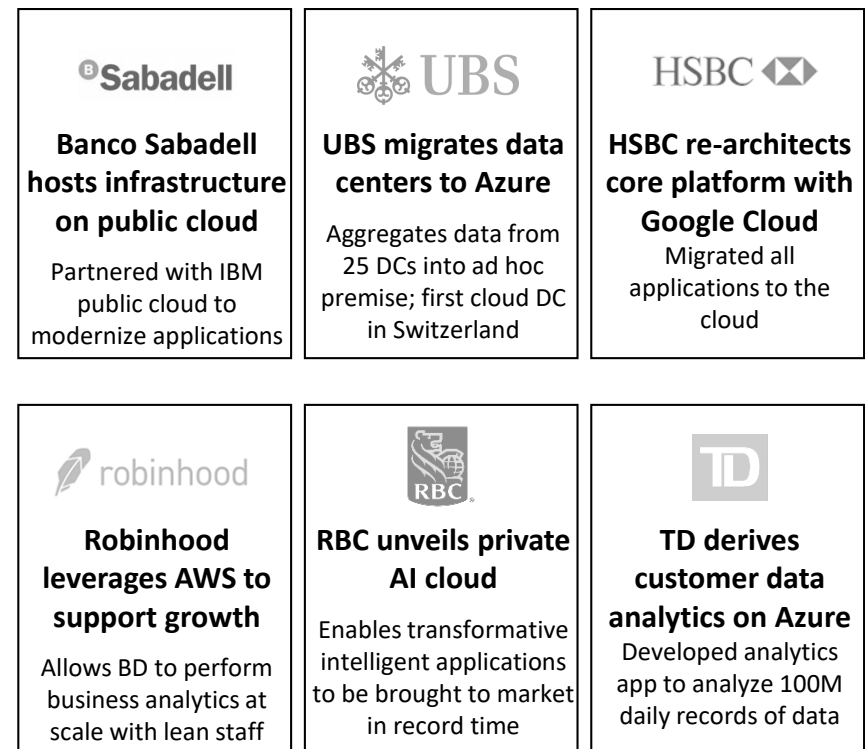 BSabadell
UBS
HSBC
Banco Sabadell
hosts infrastructure
on public cloud
Partnered with IBM
public cloud to
modernize applications
UBS migrates data
centers to Azure
Aggregates data from
25 DCs into ad hoc
premise; first cloud DC
in Switzerland
HSBC re-architects
core platform with
Google Cloud
Migrated all
applications to the
cloud
robinhood
RBC
TD
Robinhood
leverages AWS to
support growth
Allows BD to perform
business analytics at
scale with lean staff
RBC unveils private
AI cloud
Enables transformative
intelligent applications
to be brought to market
in record time
TD derives
customer data
analytics on Azure
Developed analytics
app to analyze 100M
daily records of data